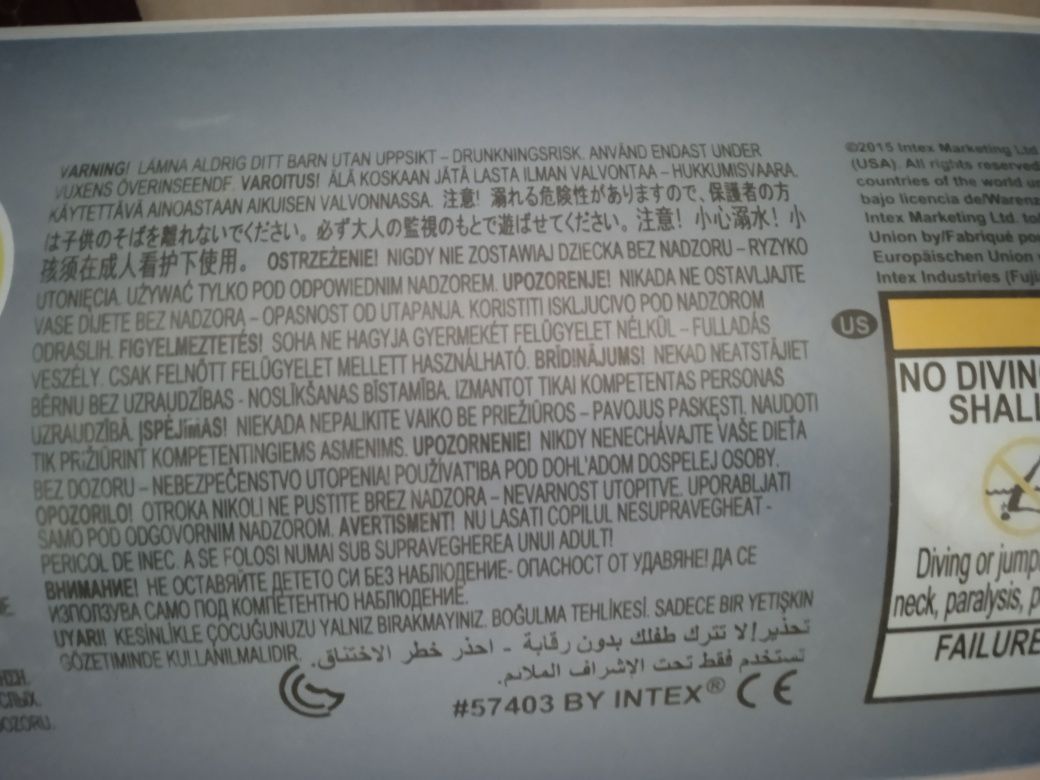 VARNING! LÄMNA ALDRIG DITT BARN UTAN UPPSIKT – DRUNKNINGSRISK. ANVÄND ENDAST UNDER
VUXENS ÖVERINSEENDE. VAROITUS! ÄLÄ KOSKAAN JÄTÄ LASTA ILMAN VALVONTAA – HUKKUMISVAARA.
KÄYTETTÄVÄ AINOASTAAN AIKUISEN VALVONNASSA. 注意! 溺れる危険性がありますので、保護者の方
は子供のそばを離れないでください。必ず大人の監視のもとで遊ばせてください。注意! 小心溺水! 小
孩须在成人看护下使用。 OSTRZEŻENIE! NIGDY NIE ZOSTAWIAJ DZIECKA BEZ NADZORU – RYZYKO
UTONIĘCIA. UŻYWAĆ TYLKO POD ODPOWIEDNIM NADZOREM. UPOZORENJE! NIKADA NE OSTAVLJAJTE
VASE DIJETE BEZ NADZORA – OPASNOST OD UTAPANJA. KORISTITI ISKLJUCIVO POD NADZOROM
ODRASLIH. FIGYELMEZTETÉS! SOHA NE HAGYJA GYERMEKÉT FELÜGYELET NÉLKÜL – FULLADÁS
VESZÉLY. CSAK FELNŐTT FELÜGYELET MELLETT HASZNÁLHATÓ. BRĪDINĀJUMS! NEKAD NEATSTĀJIET
BĒRNU BEZ UZRAUDZĪBAS - NOSLĪKŠANAS BĪSTAMĪBA. IZMANTOT TIKAI KOMPETENTAS PERSONAS
UZRAUDZĪBĀ. ĮSPĖJIMAS! NIEKADA NEPALIKITE VAIKO BE PRIEŽIŪROS – PAVOJUS PASKĘSTI. NAUDOTI
TIK PRIŽIŪRINT KOMPETENTINGIEMS ASMENIMS. UPOZORNENIE! NIKDY NENECHÁVAJTE VAŠE DIEŤA
BEZ DOZORU – NEBEZPEČENSTVO UTOPENIA! POUŽÍVAT'IBA POD DOHL'ADOM DOSPELEJ OSOBY.
OPOZORILO! OTROKA NIKOLI NE PUSTITE BREZ NADZORA – NEVARNOST UTOPITVE. UPORABLJATI
SAMO POD ODGOVORNIM NADZOROM. AVERTISMENT! NU LASATI COPILUL NESUPRAVEGHEAT -
PERICOL DE INEC. A SE FOLOSI NUMAI SUB SUPRAVEGHEREA UNUI ADULT!
ВНИМАНИЕ! НЕ ОСТАВЯЙТЕ ДЕТЕТО СИ БЕЗ НАБЛЮДЕНИЕ- ОПАСНОСТ ОТ УДАВЯНЕ! ДА СЕ
ИЗПОЛЗУВА САМО ПОД КОМПЕТЕНТНО НАБЛЮДЕНИЕ.
UYARI! KESİNLİKLE ÇOCUĞUNUZU YALNIZ BIRAKMAYINIZ. BOĞULMA TEHLİKESİ. SADECE BIR YETIŞKIN
GÖZETIMINDE KULLANILMALIDIR.
تحذير! لا تترك طفلك بدون رقابة - احذر خطر الاختناق.
تستخدم فقط تحت الإشراف الملائم.
#57403 BY INTEX® CE
©2015 Intex Marketing Ltd.
(USA). All rights reserved
countries of the world
bajo licencia de/Warenz
Intex Marketing Ltd.
Union by/Fabriqué
Europäischen Union
Intex Industries
US
NO
SHAL
Diving or
neck, paralysis,
FAILURE
OZORU.